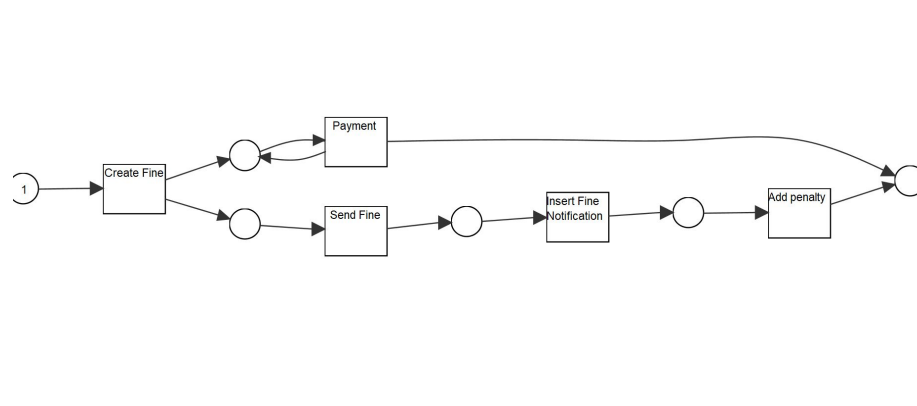 Payment
Create Fine
1
Send Fine
Insert Fine
Notification
Add penalty